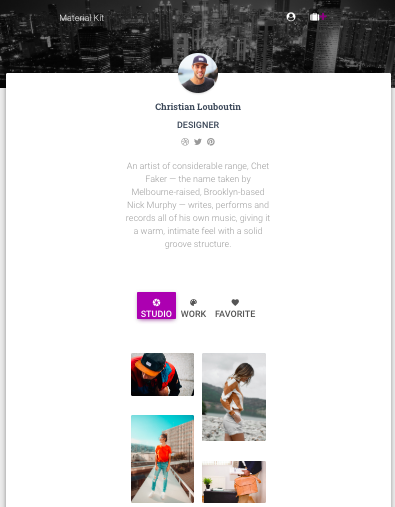 Material Kit
Christian Louboutin
DESIGNER
An artist of considerable range, Chet
Faker — the name taken by
Melbourne-raised, Brooklyn-based
Nick Murphy — writes, performs and
records all of his own music, giving it
a warm, intimate feel with a solid
groove structure.
STUDIO WORK FAVORITE